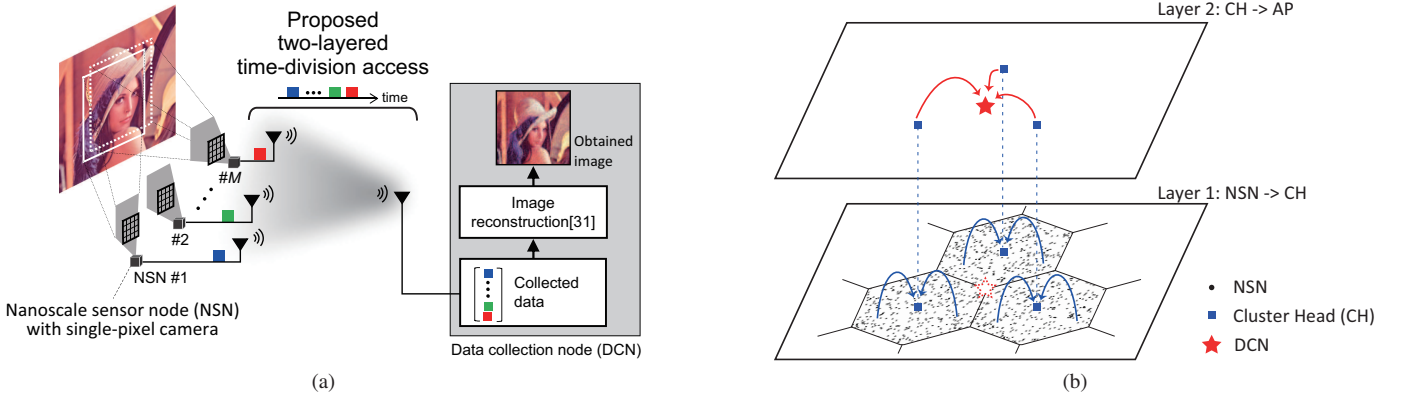 Proposed
two-layered
time-division access
time
#M
#2
NSN #1
Nanoscale sensor node (NSN)
with single-pixel camera
Obtained
image
Image
reconstruction[31]
Collected
data
Data collection node (DCN)
(a)
Layer 2: CH -> AP
Layer 1: NSN -> CH
NSN
Cluster Head (CH)
DCN
(b)